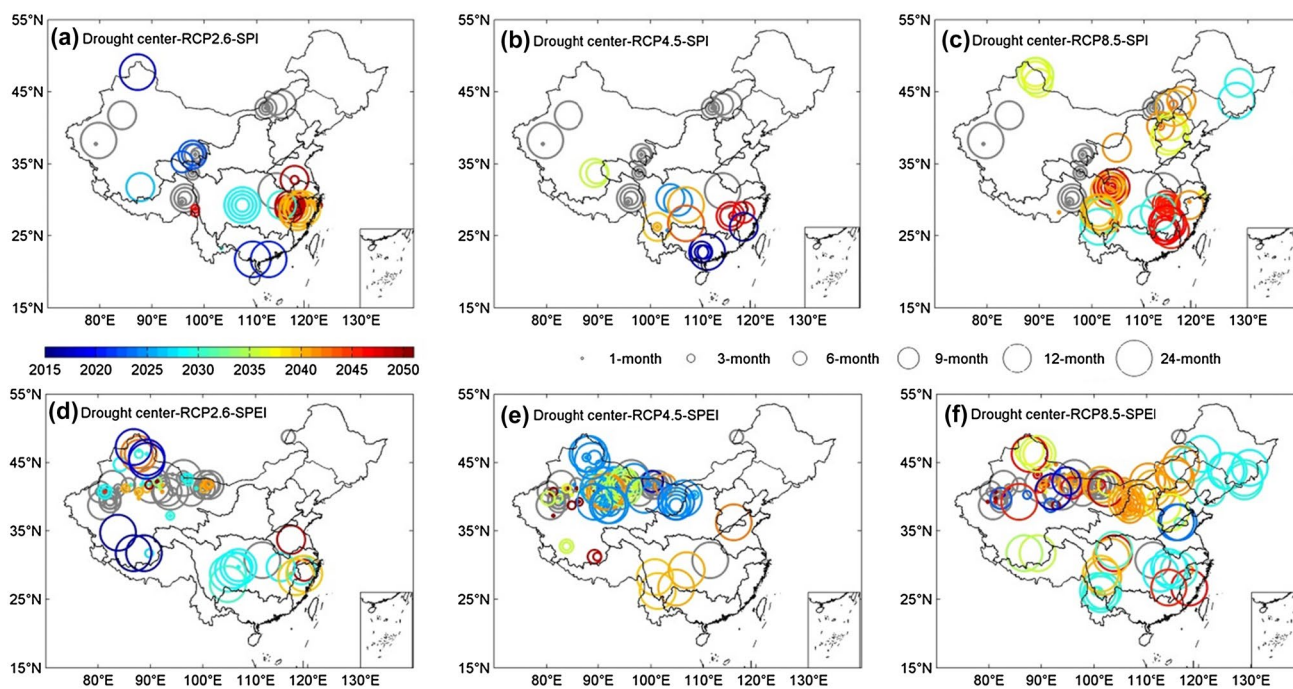 55°N
(a) Drought center-RCP2.6-SPI
45°N
35°N
25°N
15°N
80°E 90°E 100°E 110°E 120°E 130°E
55°N
(b) Drought center-RCP4.5-SPI
45°N
35°N
25°N
15°N
80°E 90°E 100°E 110°E 120°E 130°E
55°N
(c) Drought center-RCP8.5-SPI
45°N
35°N
25°N
15°N
80°E 90°E 100°E 110°E 120°E 130°E
2015 2020 2025 2030 2035 2040 2045 2050
1-month 3-month 6-month 9-month 12-month 24-month
55°N
(d) Drought center-RCP2.6-SPEI
45°N
35°N
25°N
15°N
80°E 90°E 100°E 110°E 120°E 130°E
55°N
(e) Drought center-RCP4.5-SPEI
45°N
35°N
25°N
15°N
80°E 90°E 100°E 110°E 120°E 130°E
55°N
(f) Drought center-RCP8.5-SPEI
45°N
35°N
25°N
15°N
80°E 90°E 100°E 110°E 120°E 130°E